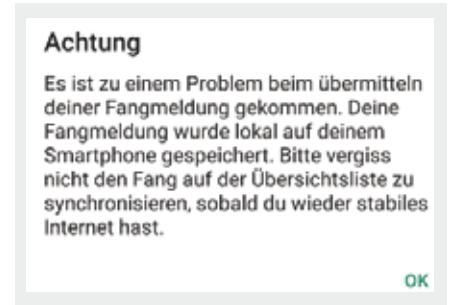 Achtung
Es ist zu einem Problem beim übermitteln
deiner Fangmeldung gekommen. Deine
Fangmeldung wurde lokal auf deinem
Smartphone gespeichert. Bitte vergiss
nicht den Fang auf der Übersichtsliste zu
synchronisieren, sobald du wieder stabiles
Internet hast.
OK